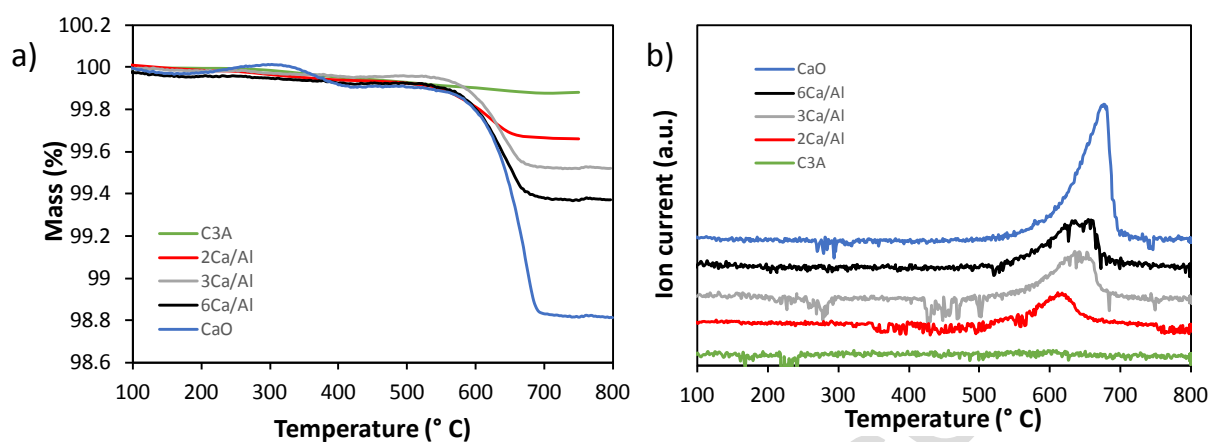 a)
100.2
100
99.8
99.6
99.4
99.2
99
98.8
98.6
Mass (%)
C3A
2Ca/Al
3Ca/Al
6Ca/Al
CaO
100 200 300 400 500 600 700 800
Temperature (° C)
b)
Ion current (a.u.)
CaO
6Ca/Al
3Ca/Al
2Ca/Al
C3A
100 200 300 400 500 600 700 800
Temperature (° C)